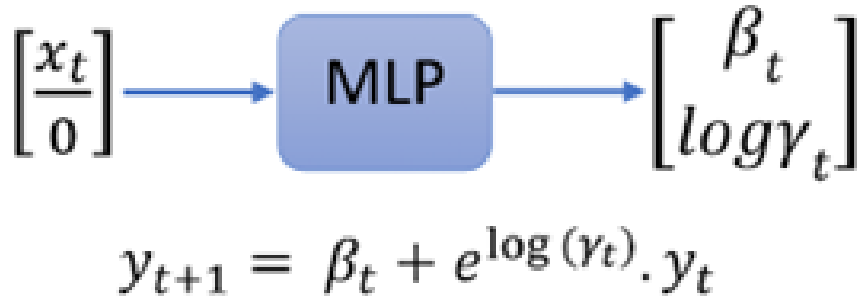 [x_t / 0] MLP [β_t logγ_t]
y_{t+1} = β_t + e^{log (γ_t)}. y_t